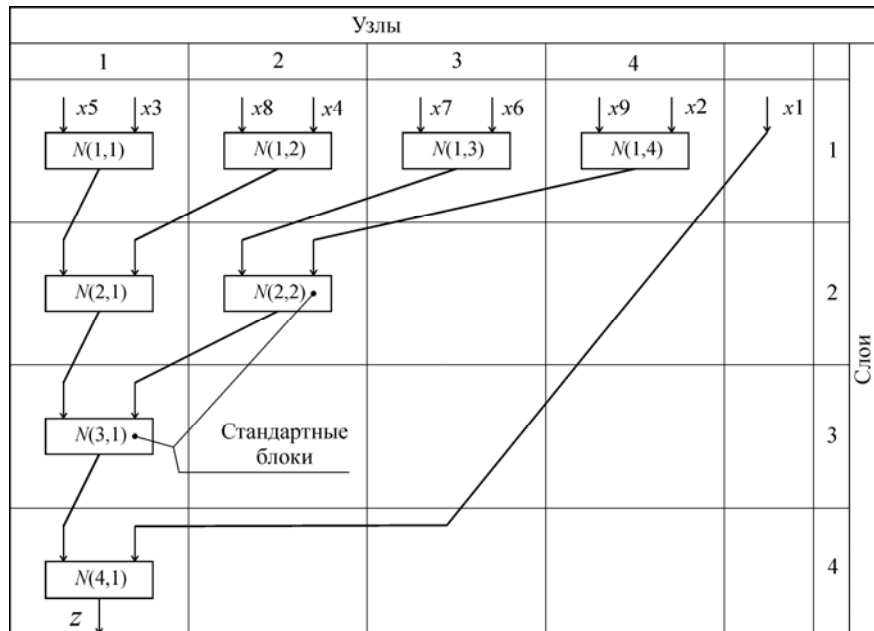 Узлы
1 2 3 4
x5 x3 x8 x4 x7 x6 x9 x2 x1
N(1,1) N(1,2) N(1,3) N(1,4) 1
N(2,1) N(2,2) 2
Слои
N(3,1) 3
Стандартные
блоки
N(4,1) 4
z